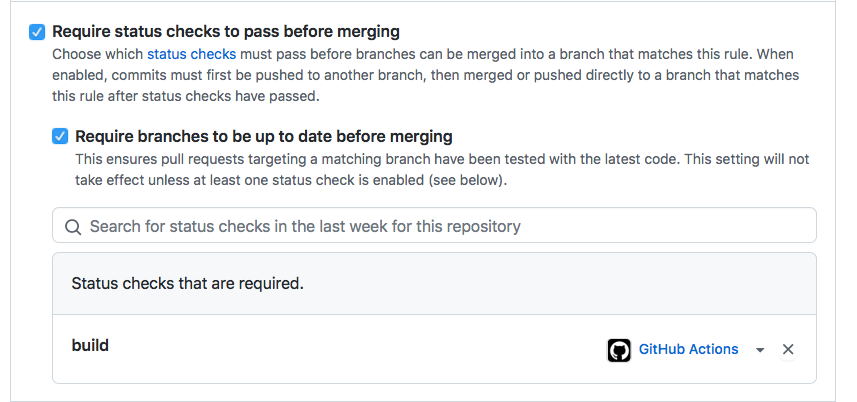 Require status checks to pass before merging
Choose which status checks must pass before branches can be merged into a branch that matches this rule. When
enabled, commits must first be pushed to another branch, then merged or pushed directly to a branch that matches
this rule after status checks have passed.
Require branches to be up to date before merging
This ensures pull requests targeting a matching branch have been tested with the latest code. This setting will not
take effect unless at least one status check is enabled (see below).
Search for status checks in the last week for this repository
Status checks that are required.
build
GitHub Actions